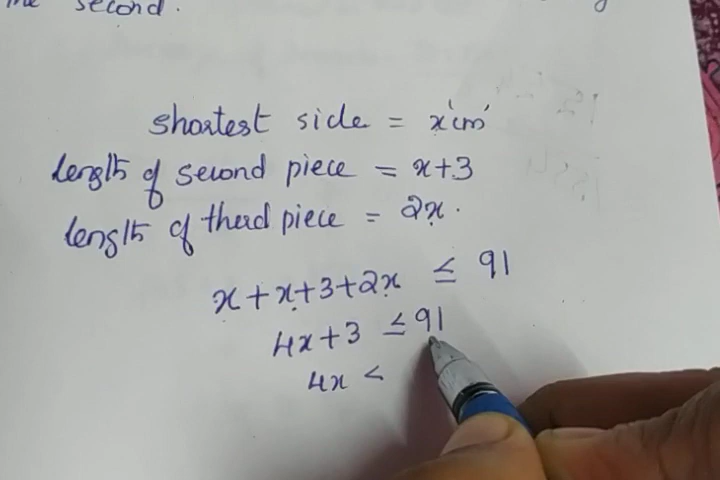 second.
shortest side = x'cm'
length of second piece = x+3
length of third piece = 2x.
x+x+3+2x ≤ 91
4x+3 ≤ 91
4x <